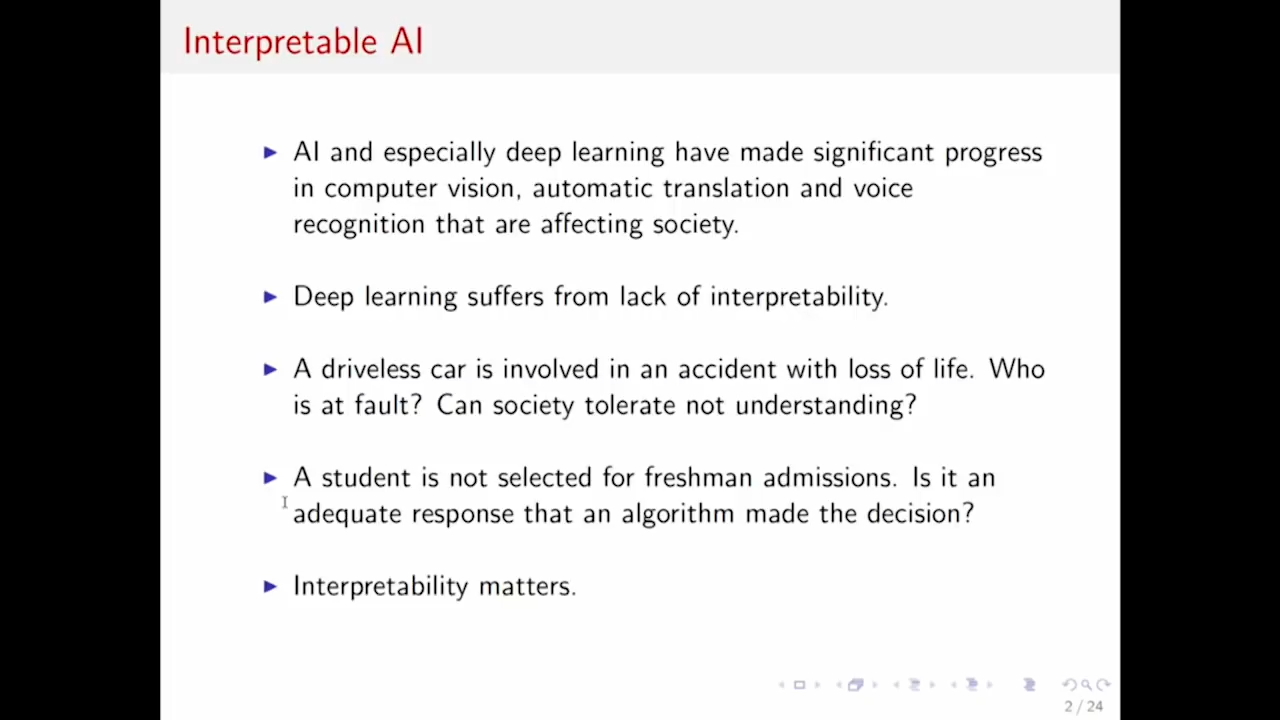 Interpretable AI
AI and especially deep learning have made significant progress
in computer vision, automatic translation and voice
recognition that are affecting society.
Deep learning suffers from lack of interpretability.
A driveless car is involved in an accident with loss of life. Who
is at fault? Can society tolerate not understanding?
A student is not selected for freshman admissions. Is it an
adequate response that an algorithm made the decision?
Interpretability matters.
2 / 24